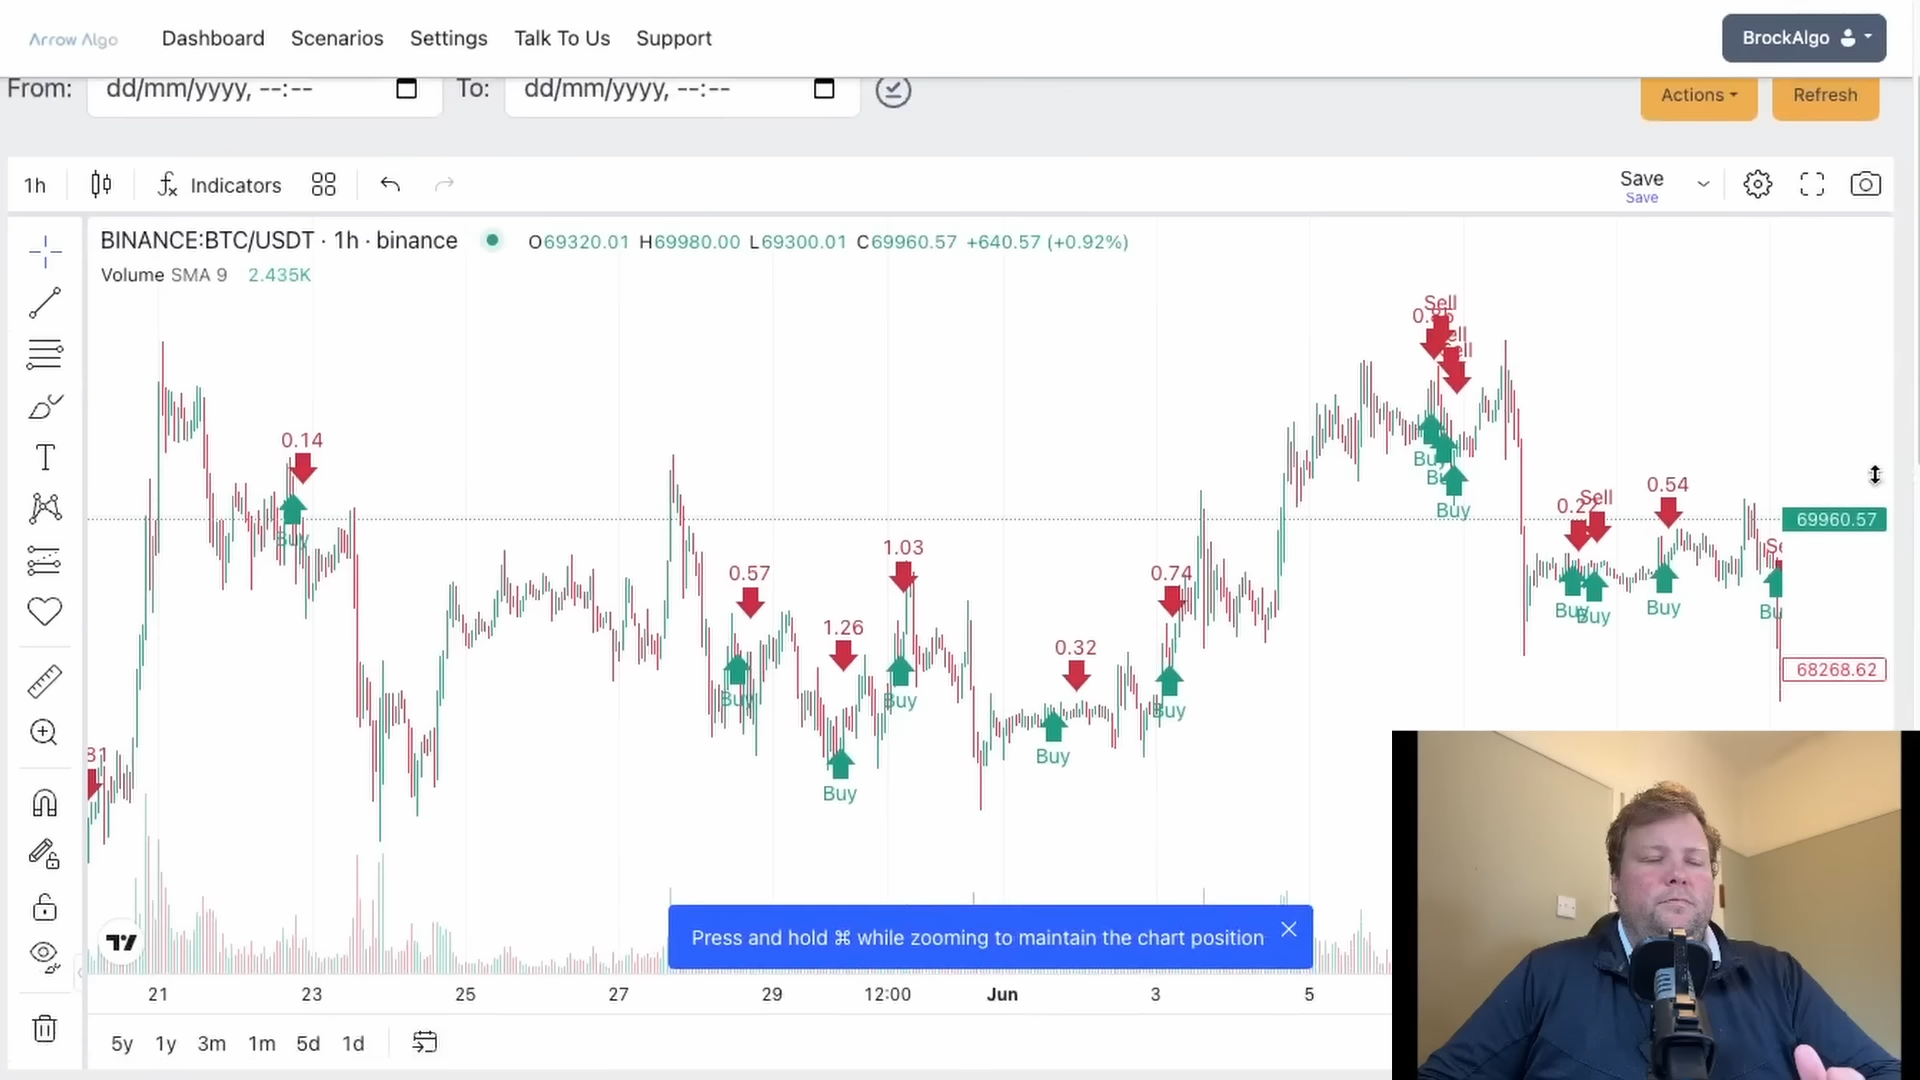 Arrow Algo Dashboard Scenarios Settings Talk To Us Support BrockAlgo
From: dd/mm/yyyy, --:-- To: dd/mm/yyyy, --:-- Actions Refresh
1h Indicators Save
Save
BINANCE:BTC/USDT · 1h · binance O69320.01 H69980.00 L69300.01 C69960.57 +640.57 (+0.92%)
Volume SMA 9 2.435K
Sell
0.14
Buy
0.57
Buy
1.26
Buy
1.03
Buy
0.32
Buy
0.74
Buy
Buy
Sell
Buy
Buy
0.54
Buy
69960.57
68268.62
Press and hold ⌘ while zooming to maintain the chart position
21 23 25 27 29 12:00 Jun 3 5
5y 1y 3m 1m 5d 1d